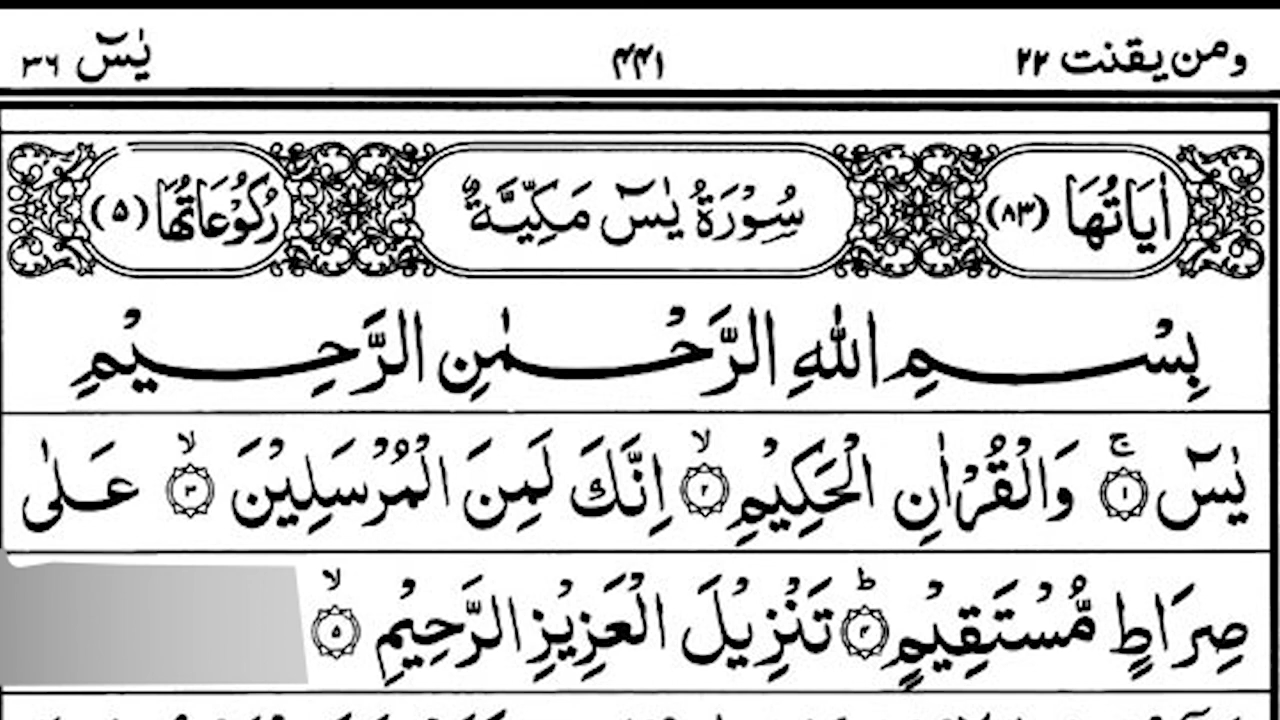 ومن يقنت ٢٢ ٤٤١ يٰسٓ ٣٦
اٰيَاتُهَا (٨٣) سُوْرَةُ يٰسٓ مَكِّيَّةٌ رُكُوْعَاتُهَا (٥)
بِسْمِ اللّٰهِ الرَّحْمٰنِ الرَّحِيْمِ
يٰسٓ ۚ﴿١﴾ وَالْقُرْاٰنِ الْحَكِيْمِ ۙ﴿٢﴾ اِنَّكَ لَمِنَ الْمُرْسَلِيْنَ ۙ﴿٣﴾ عَلٰى
صِرَاطٍ مُّسْتَقِيْمٍ ؕ﴿٤﴾ تَنْزِيْلَ الْعَزِيْزِ الرَّحِيْمِ ۙ﴿٥﴾